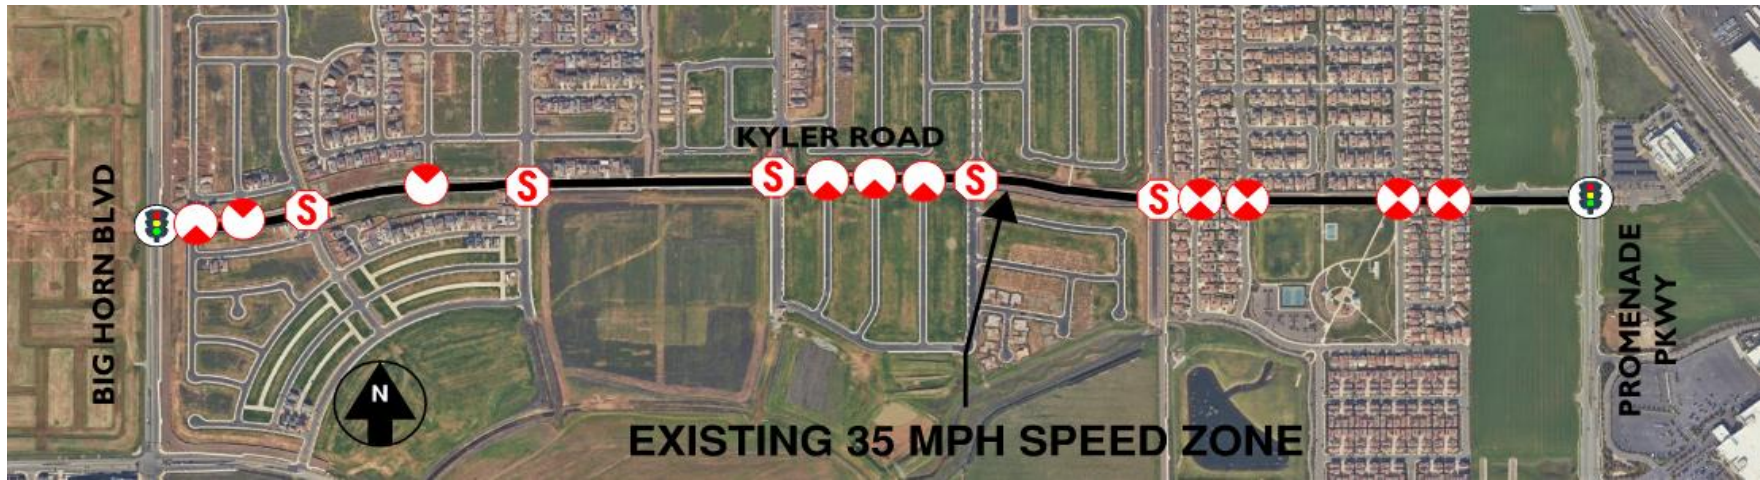 KYLER ROAD
BIG HORN BLVD
S
S
S
S
S
N
PROMENADE
PKWY
EXISTING 35 MPH SPEED ZONE